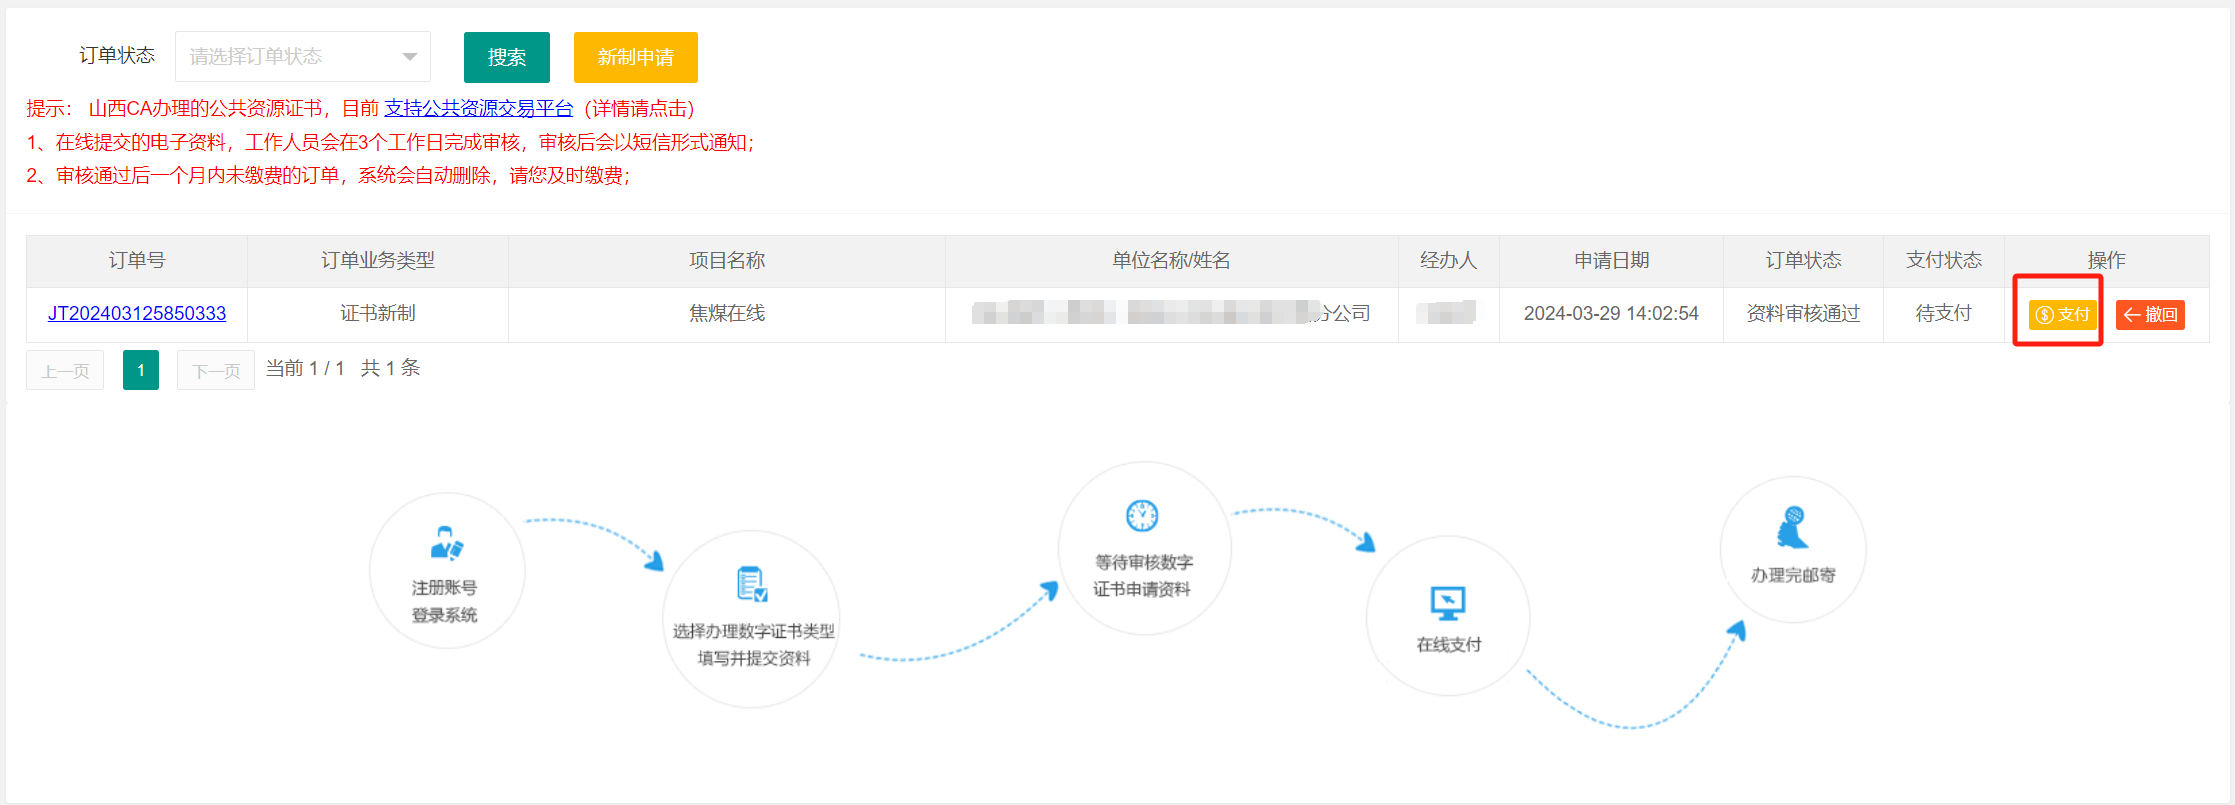 订单状态 请选择订单状态 搜索 新制申请
提示： 山西CA办理的公共资源证书，目前 支持公共资源交易平台（详情请点击）
1、在线提交的电子资料，工作人员会在3个工作日完成审核，审核后会以短信形式通知；
2、审核通过后一个月内未缴费的订单，系统会自动删除，请您及时缴费；
订单号 订单业务类型 项目名称 单位名称/姓名 经办人 申请日期 订单状态 支付状态 操作
JT202403125850333 证书新制 焦煤在线 分公司 2024-03-29 14:02:54 资料审核通过 待支付 支付 撤回
上一页 1 下一页 当前 1 / 1 共 1 条
注册账号
登录系统
选择办理数字证书类型
填写并提交资料
等待审核数字
证书申请资料
在线支付
办理完邮寄